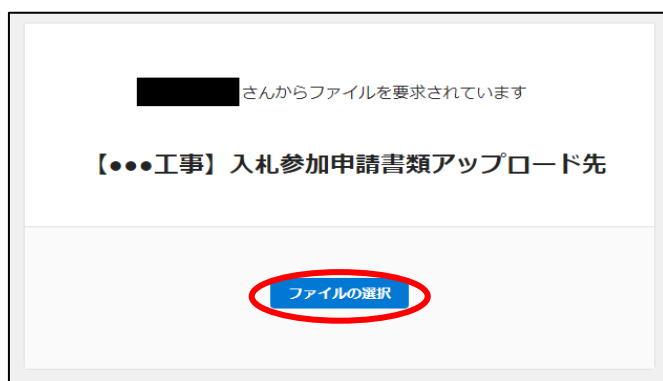 さんからファイルを要求されています
【●●●工事】入札参加申請書類アップロード先
ファイルの選択